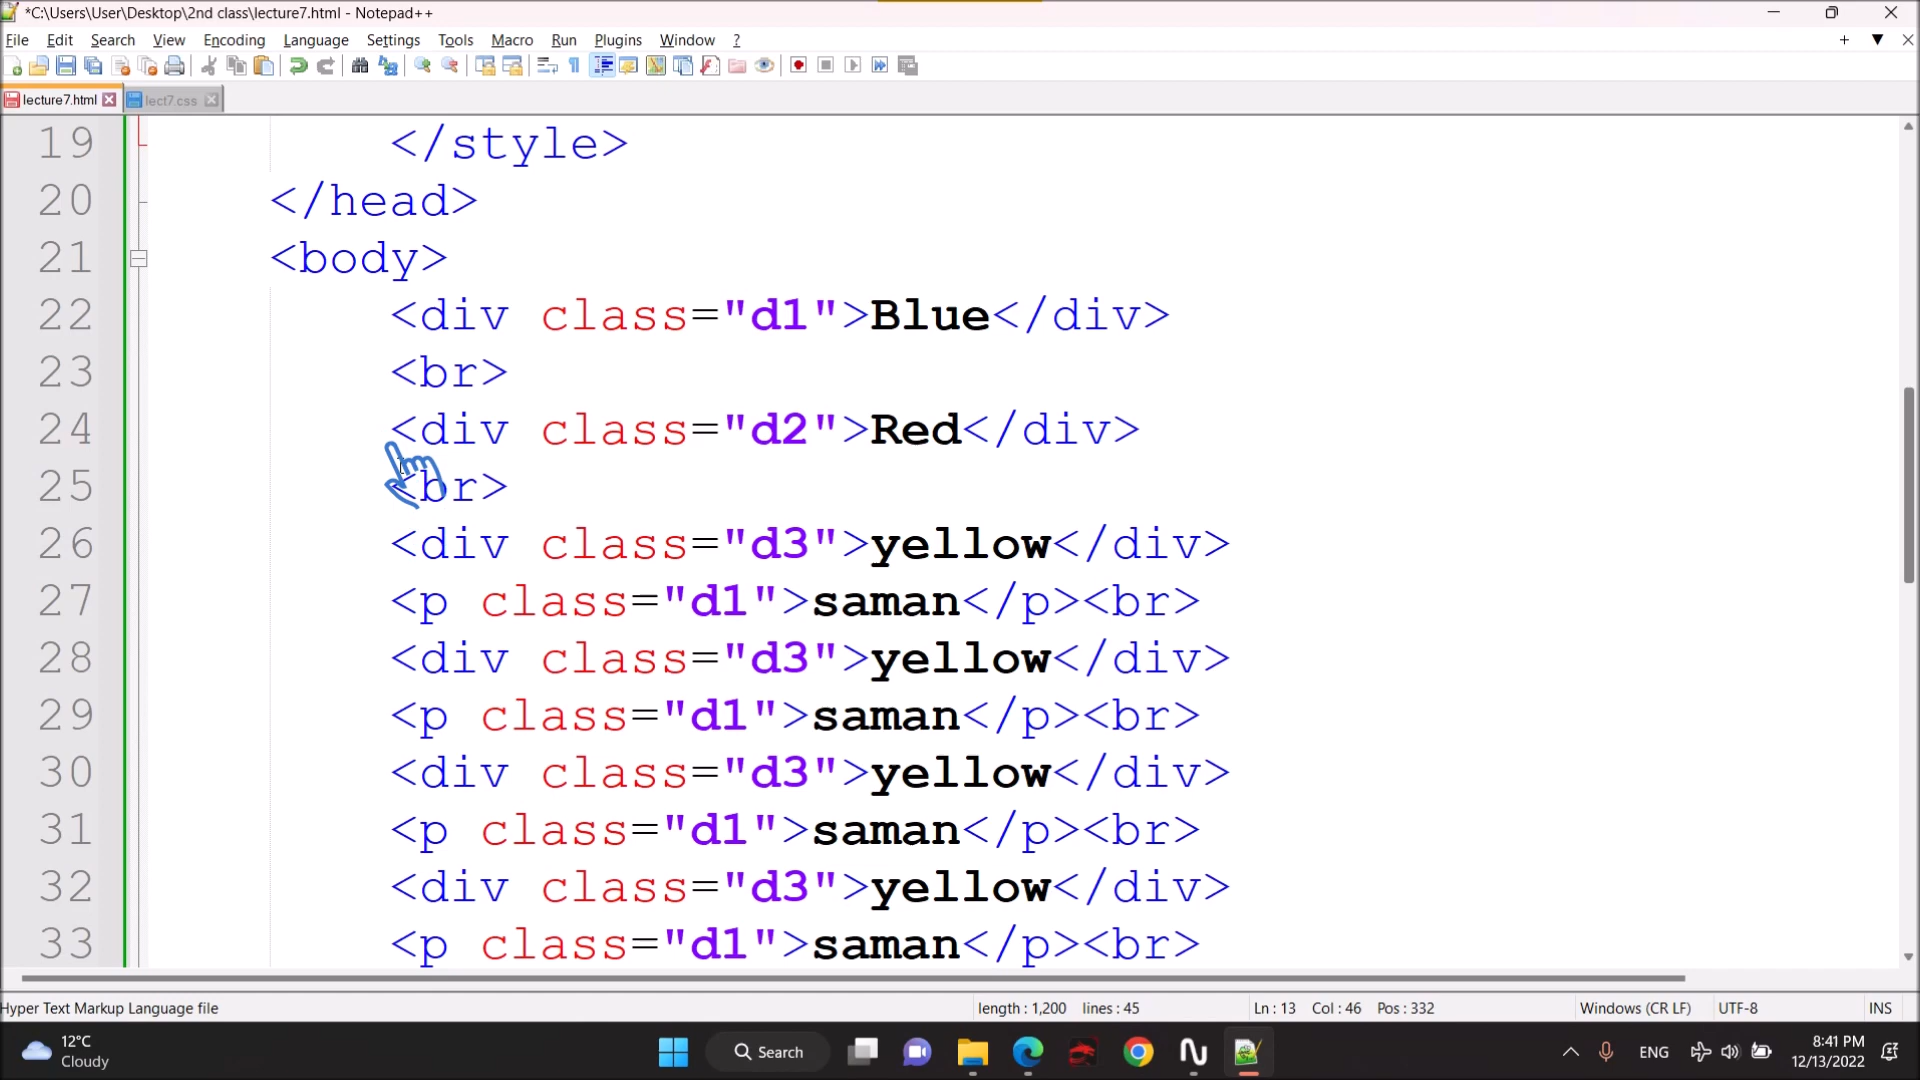 *C:\Users\User\Desktop\2nd class\lecture7.html - Notepad++
File Edit Search View Encoding Language Settings Tools Macro Run Plugins Window ?
lecture7.html lect7.css
19 </style>
20 </head>
21 <body>
22 <div class="d1">Blue</div>
23 <br>
24 <div class="d2">Red</div>
25 <br>
26 <div class="d3">yellow</div>
27 <p class="d1">saman</p><br>
28 <div class="d3">yellow</div>
29 <p class="d1">saman</p><br>
30 <div class="d3">yellow</div>
31 <p class="d1">saman</p><br>
32 <div class="d3">yellow</div>
33 <p class="d1">saman</p><br>
Hyper Text Markup Language file length : 1,200 lines : 45 Ln : 13 Col : 46 Pos : 332 Windows (CR LF) UTF-8 INS
12°C
Cloudy
Search
ENG
8:41 PM
12/13/2022